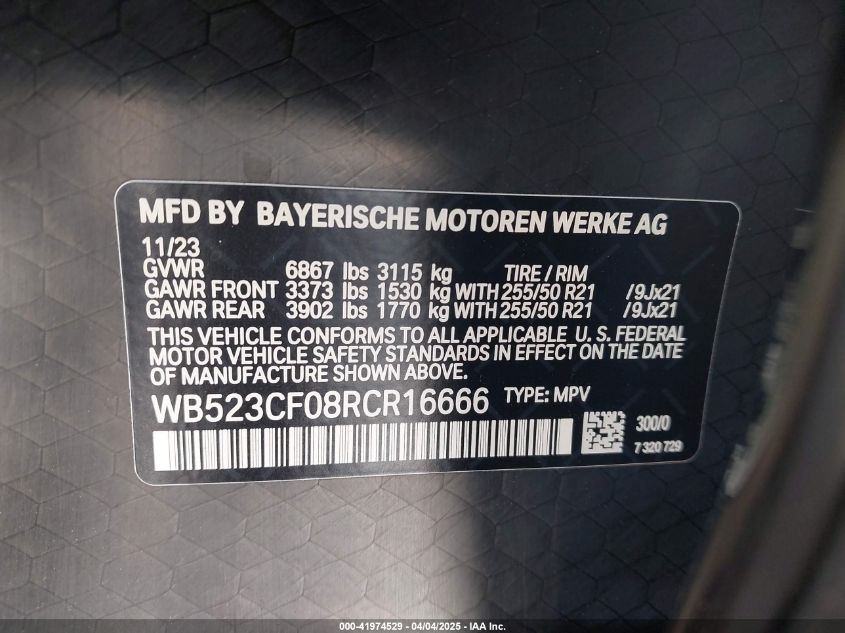 MFD BY BAYERISCHE MOTOREN WERKE AG
11/23
GVWR 6867 lbs 3115 kg TIRE / RIM
GAWR FRONT 3373 lbs 1530 kg WITH 255/50 R21 /9Jx21
GAWR REAR 3902 lbs 1770 kg WITH 255/50 R21 /9Jx21
THIS VEHICLE CONFORMS TO ALL APPLICABLE U. S. FEDERAL
MOTOR VEHICLE SAFETY STANDARDS IN EFFECT ON THE DATE
OF MANUFACTURE SHOWN ABOVE.
WB523CF08RCR16666 TYPE: MPV
300/0
7 320 729
000-41974529 - 04/04/2025 - IAA Inc.